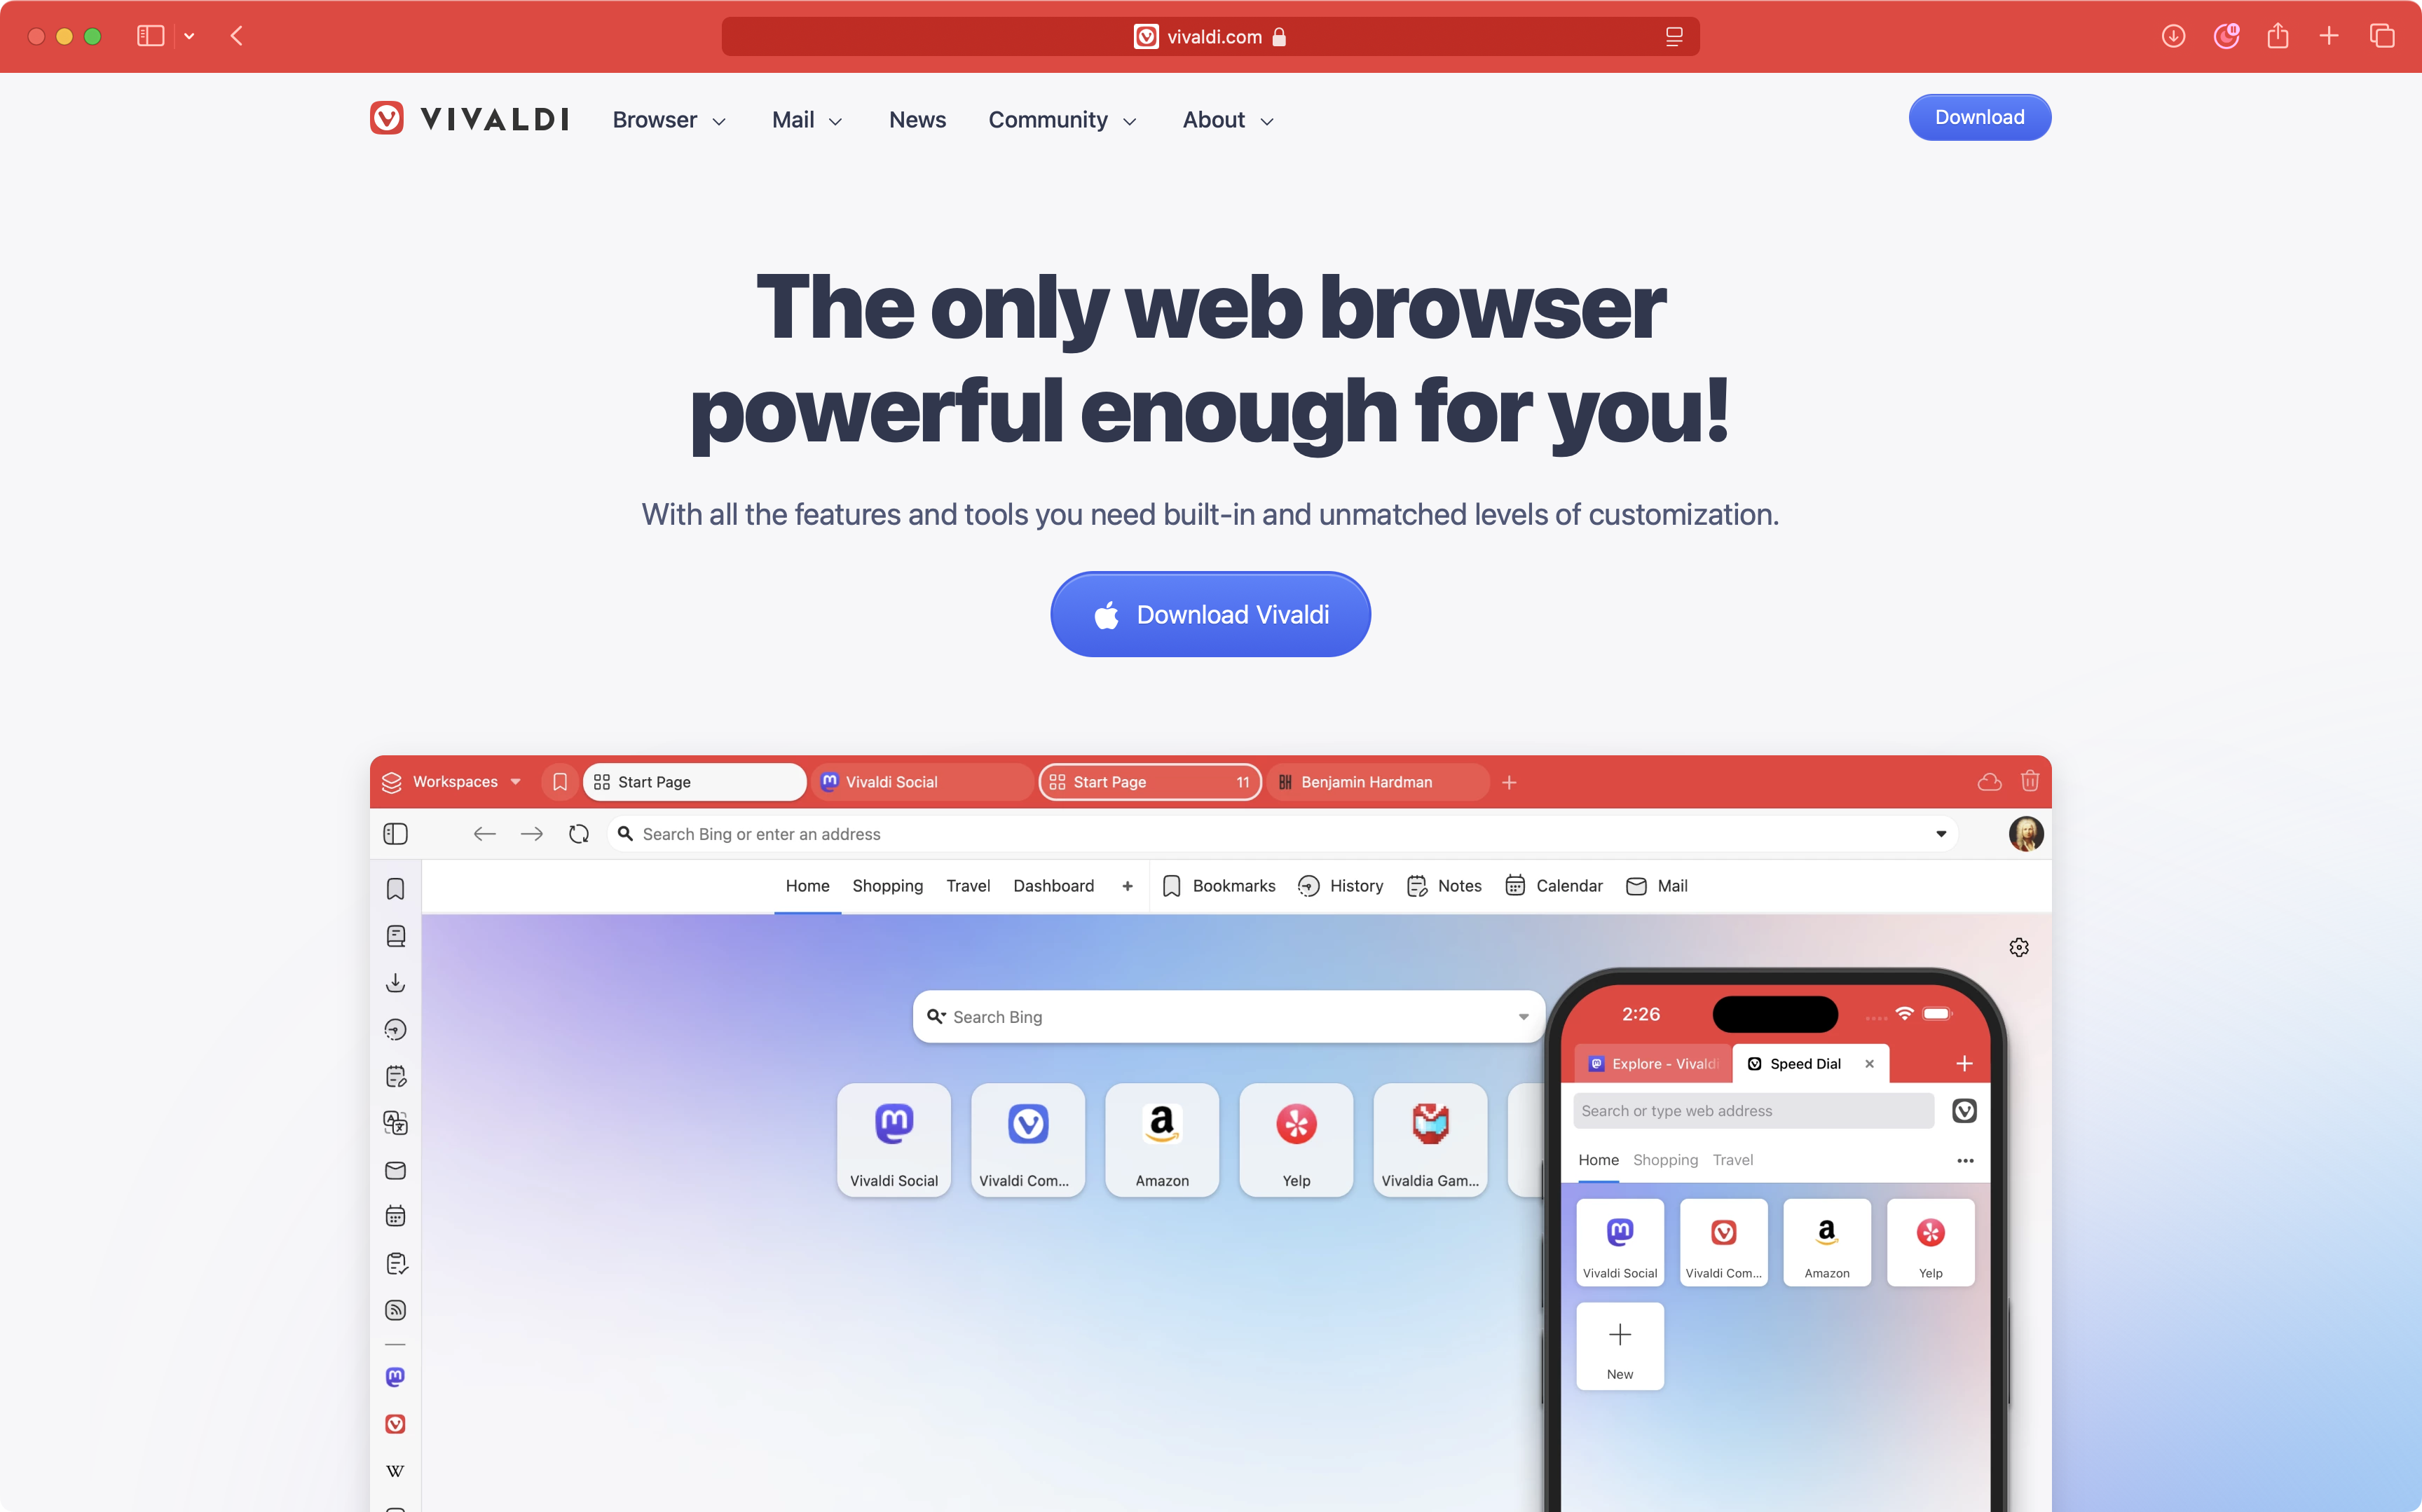 vivaldi.com
VIVALDI Browser Mail News Community About Download
The only web browser
powerful enough for you!
With all the features and tools you need built-in and unmatched levels of customization.
Download Vivaldi
Workspaces Start Page Vivaldi Social Start Page 11 Benjamin Hardman
Search Bing or enter an address
Home Shopping Travel Dashboard Bookmarks History Notes Calendar Mail
Search Bing
Vivaldi Social Vivaldi Com... Amazon Yelp Vivaldia Gam...
2:26
Explore - Vivaldi Speed Dial
Search or type web address
Home Shopping Travel
Vivaldi Social Vivaldi Com... Amazon Yelp
New